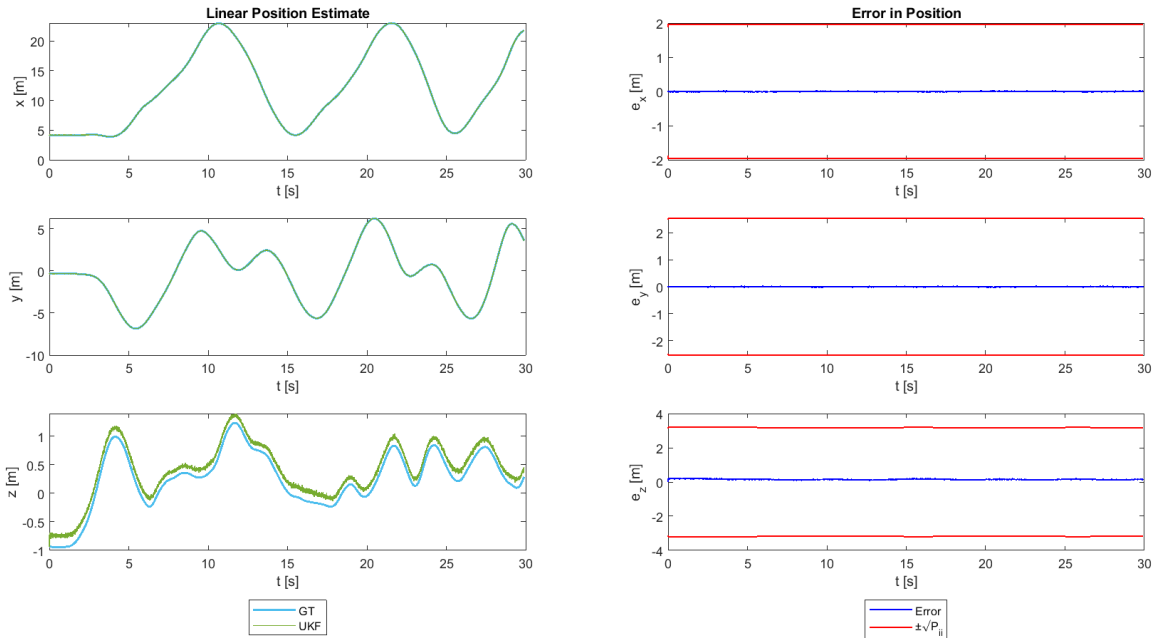 Linear Position Estimate
20
15
10
5
0
x [m]
0 5 10 15 20 25 30
t [s]
5
0
-5
-10
y [m]
0 5 10 15 20 25 30
t [s]
1
0.5
0
-0.5
-1
z [m]
0 5 10 15 20 25 30
t [s]
GT
UKF
Error in Position
2
1
0
-1
-2
e_x [m]
0 5 10 15 20 25 30
t [s]
2
1
0
-1
-2
e_y [m]
0 5 10 15 20 25 30
t [s]
4
2
0
-2
-4
e_z [m]
0 5 10 15 20 25 30
t [s]
Error
±√P_ii